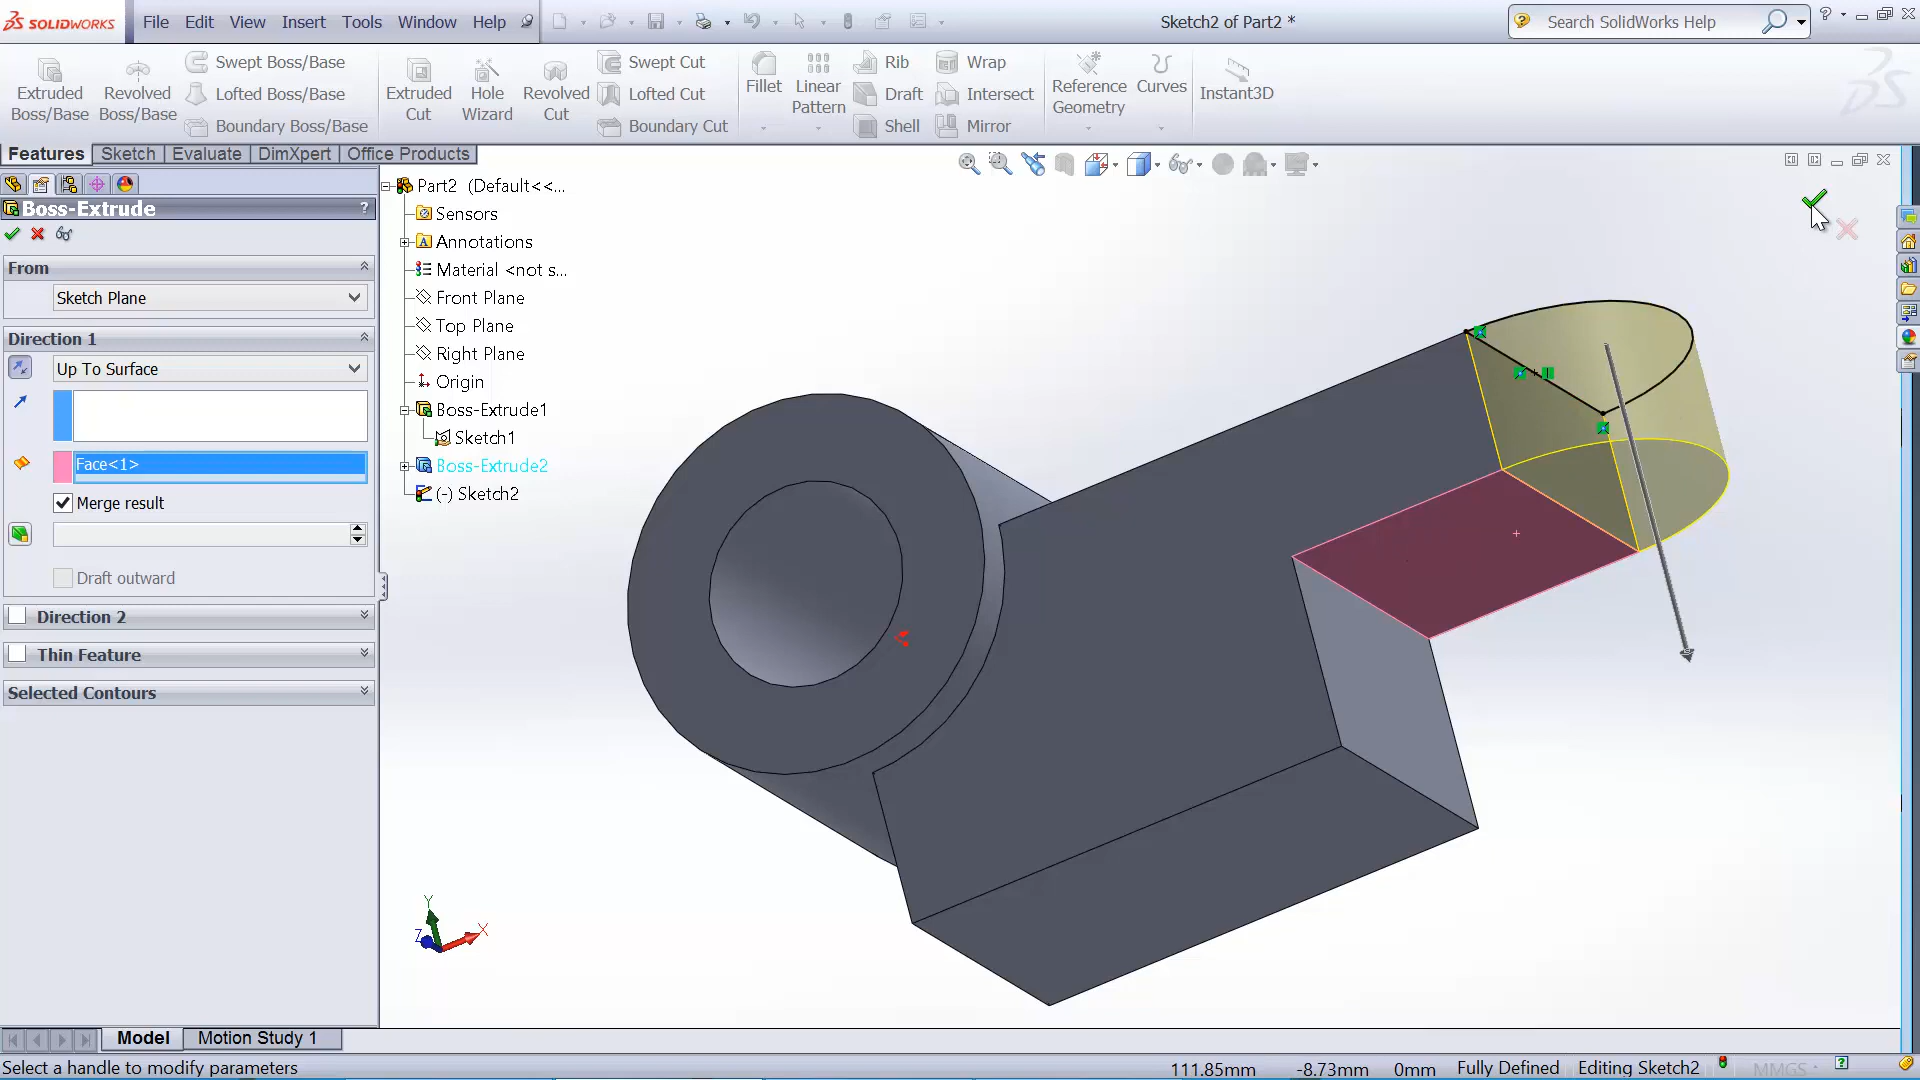 SOLIDWORKS File Edit View Insert Tools Window Help Sketch2 of Part2 * Search SolidWorks Help
Extruded Boss/Base
Revolved Boss/Base
Swept Boss/Base
Lofted Boss/Base
Boundary Boss/Base
Extruded Cut
Hole Wizard
Revolved Cut
Swept Cut
Lofted Cut
Boundary Cut
Fillet
Linear Pattern
Rib
Draft
Shell
Wrap
Intersect
Mirror
Reference Geometry
Curves
Instant3D
Features Sketch Evaluate DimXpert Office Products
Boss-Extrude ?
From
Sketch Plane
Direction 1
Up To Surface
Face<1>
Merge result
Draft outward
Direction 2
Thin Feature
Selected Contours
Part2 (Default<<...
Sensors
Annotations
Material <not s...
Front Plane
Top Plane
Right Plane
Origin
Boss-Extrude1
Sketch1
Boss-Extrude2
(-) Sketch2
Y
Z
X
Model Motion Study 1
Select a handle to modify parameters 111.85mm -8.73mm 0mm Fully Defined Editing Sketch2 MMGS